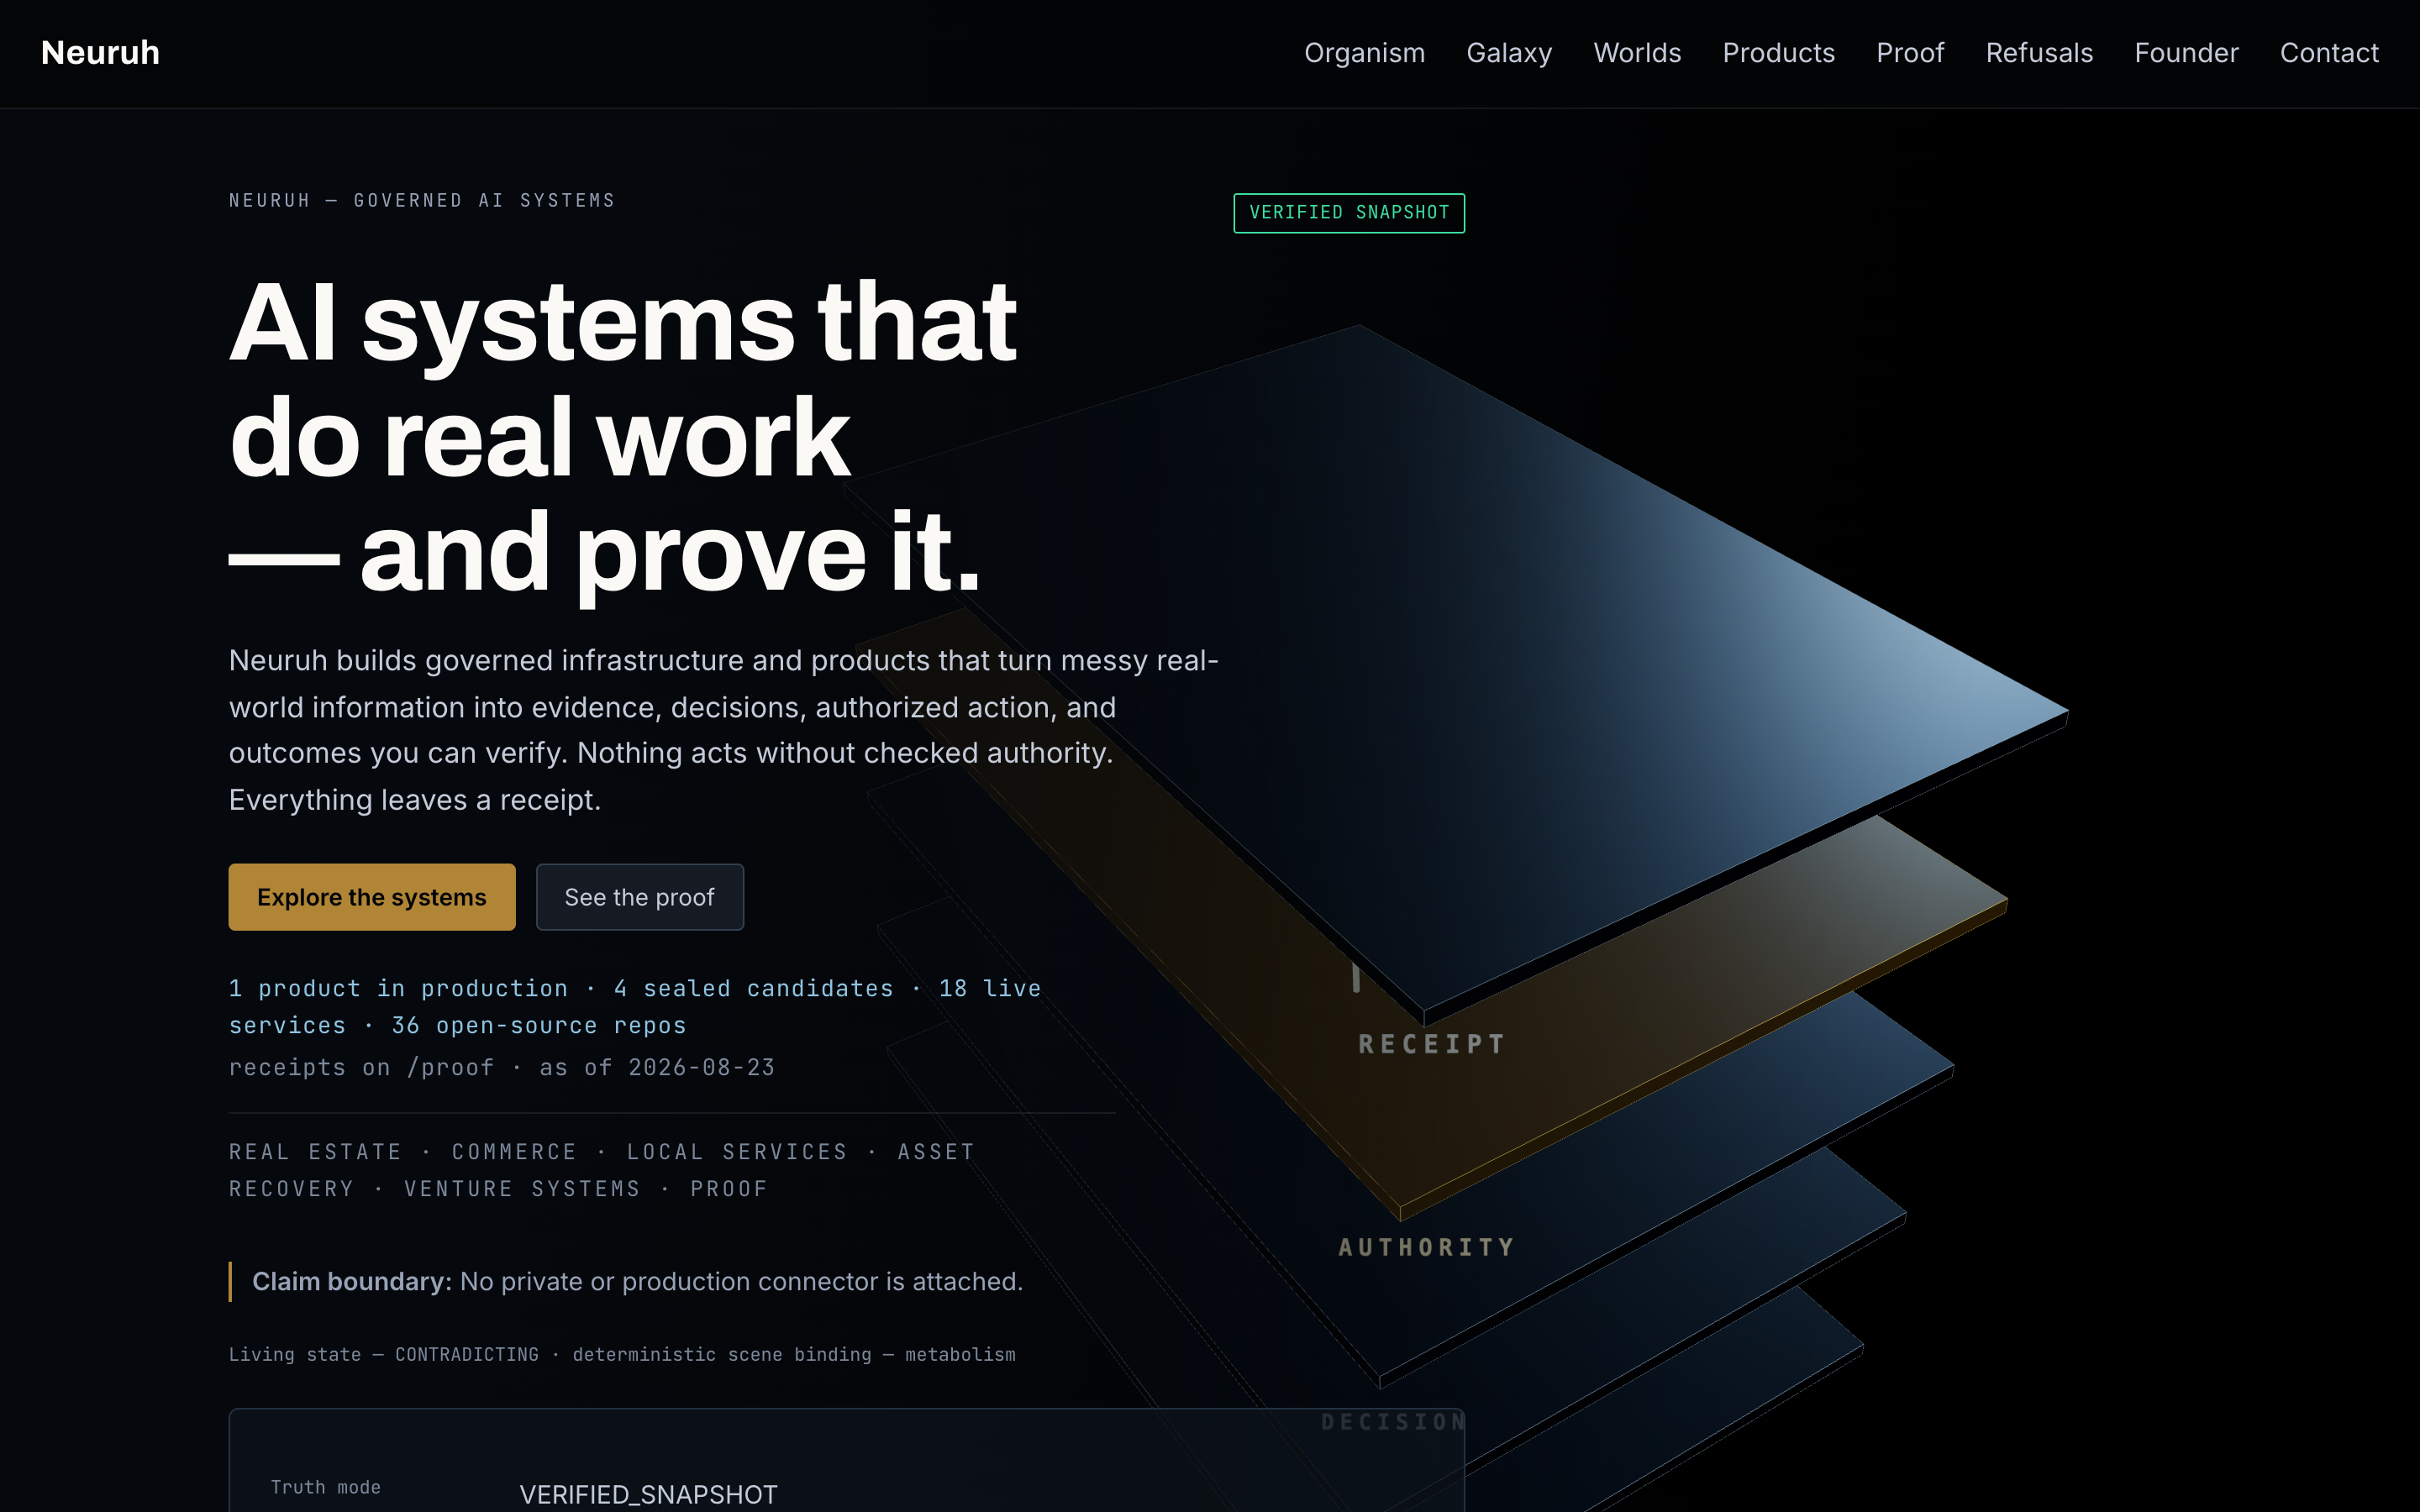 Neuruh
Organism Galaxy Worlds Products Proof Refusals Founder Contact
NEURUH — GOVERNED AI SYSTEMS
VERIFIED SNAPSHOT
AI systems that
do real work
— and prove it.
Neuruh builds governed infrastructure and products that turn messy real-
world information into evidence, decisions, authorized action, and
outcomes you can verify. Nothing acts without checked authority.
Everything leaves a receipt.
Explore the systems
See the proof
1 product in production · 4 sealed candidates · 18 live
services · 36 open-source repos
receipts on /proof · as of 2026-08-23
RECEIPT
REAL ESTATE · COMMERCE · LOCAL SERVICES · ASSET
RECOVERY · VENTURE SYSTEMS · PROOF
AUTHORITY
Claim boundary: No private or production connector is attached.
Living state — CONTRADICTING · deterministic scene binding — metabolism
DECISION
Truth mode
VERIFIED_SNAPSHOT